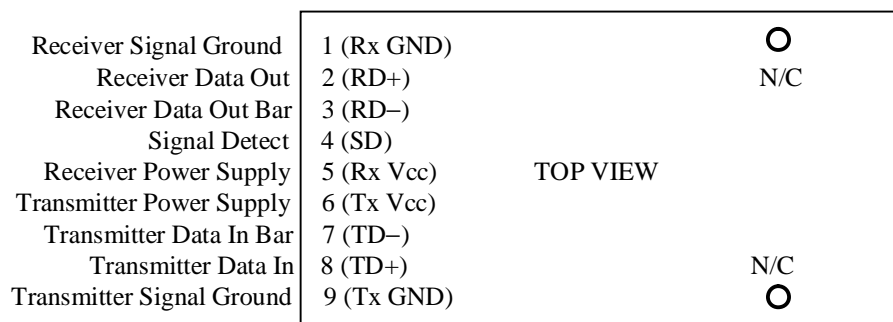 Receiver Signal Ground 1 (Rx GND)
Receiver Data Out 2 (RD+) N/C
Receiver Data Out Bar 3 (RD−)
Signal Detect 4 (SD)
Receiver Power Supply 5 (Rx Vcc) TOP VIEW
Transmitter Power Supply 6 (Tx Vcc)
Transmitter Data In Bar 7 (TD−)
Transmitter Data In 8 (TD+) N/C
Transmitter Signal Ground 9 (Tx GND)